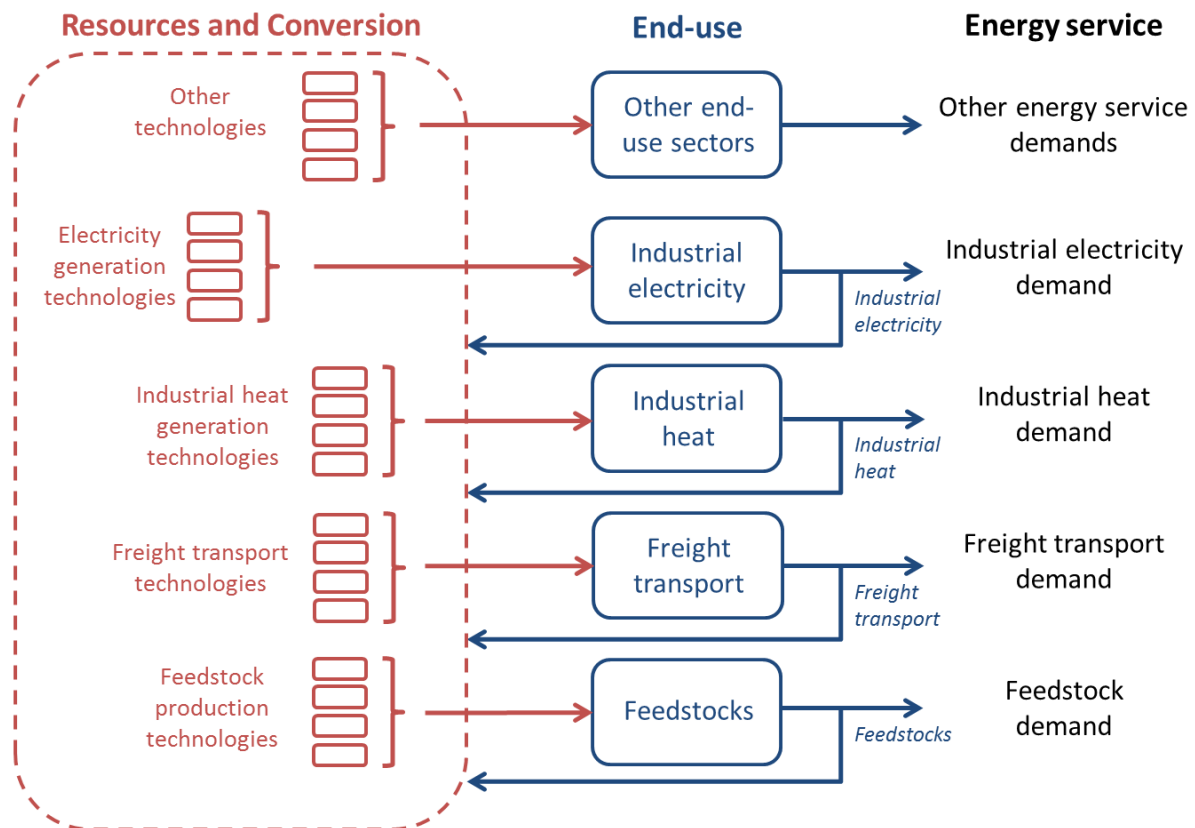 Resources and Conversion
End-use
Energy service
Other
technologies
Other end-
use sectors
Other energy service
demands
Electricity
generation
technologies
Industrial
electricity
Industrial electricity
demand
Industrial
electricity
Industrial heat
generation
technologies
Industrial
heat
Industrial heat
demand
Industrial
heat
Freight transport
technologies
Freight
transport
Freight transport
demand
Freight
transport
Feedstock
production
technologies
Feedstocks
Feedstock
demand
Feedstocks